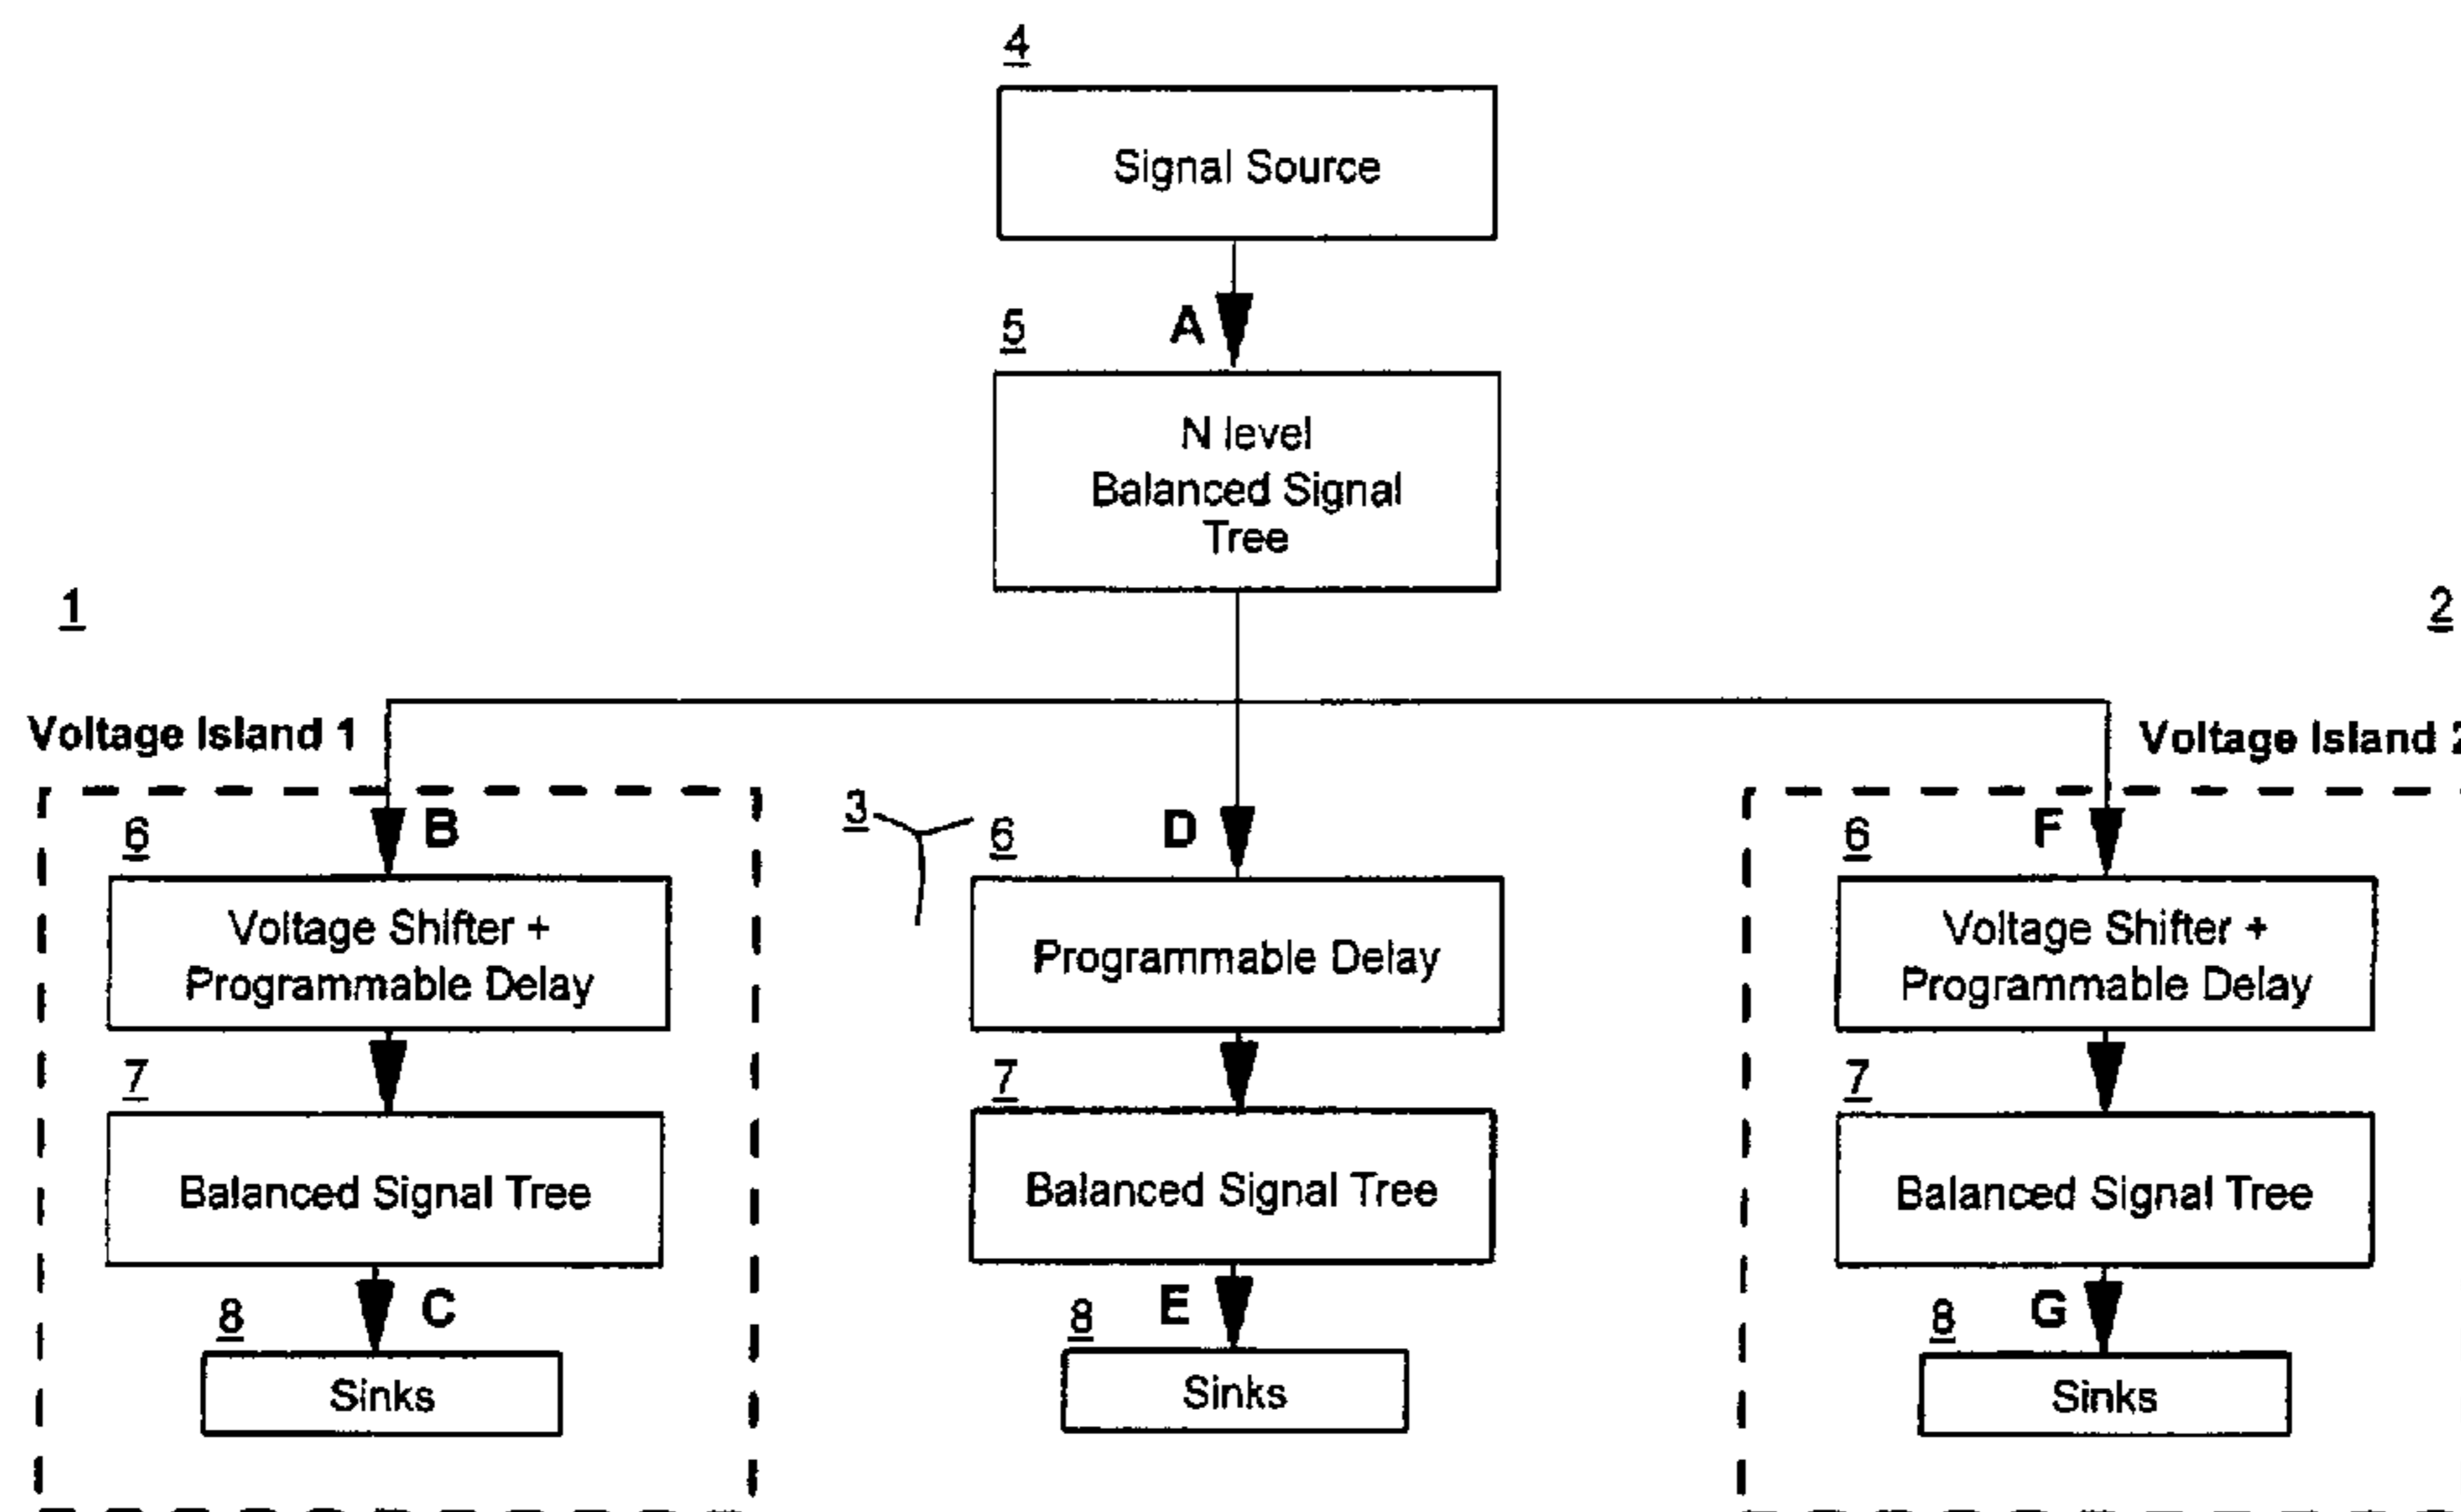 4
Signal Source
A
5
N level
Balanced Signal
Tree
1
2
Voltage Island 1
Voltage Island 2
6
B
3
6
D
6
F
Voltage Shifter +
Programmable Delay
Programmable Delay
Voltage Shifter +
Programmable Delay
7
7
7
Balanced Signal Tree
Balanced Signal Tree
Balanced Signal Tree
8
C
8
E
8
G
Sinks
Sinks
Sinks